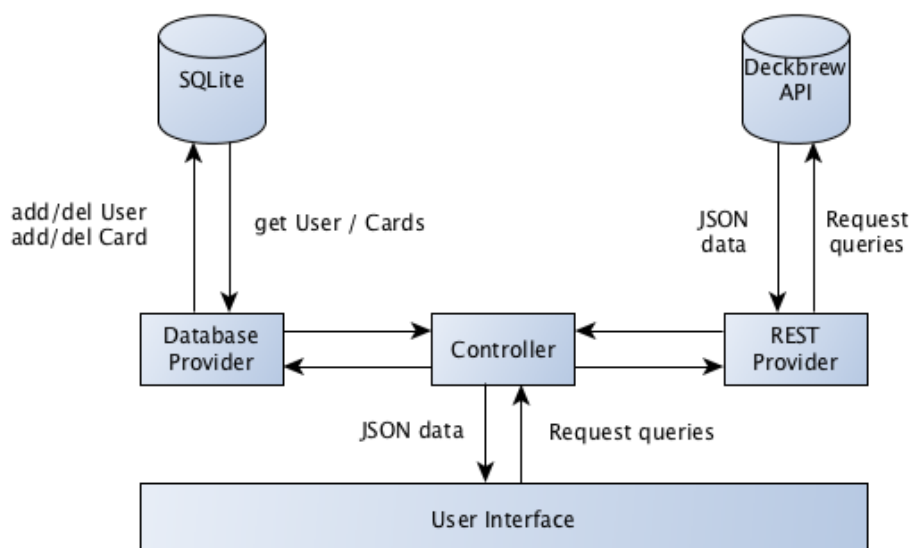 SQLite
Deckbrew
API
add/del User
add/del Card
get User / Cards
JSON
data
Request
queries
Database
Provider
Controller
REST
Provider
JSON data
Request queries
User Interface